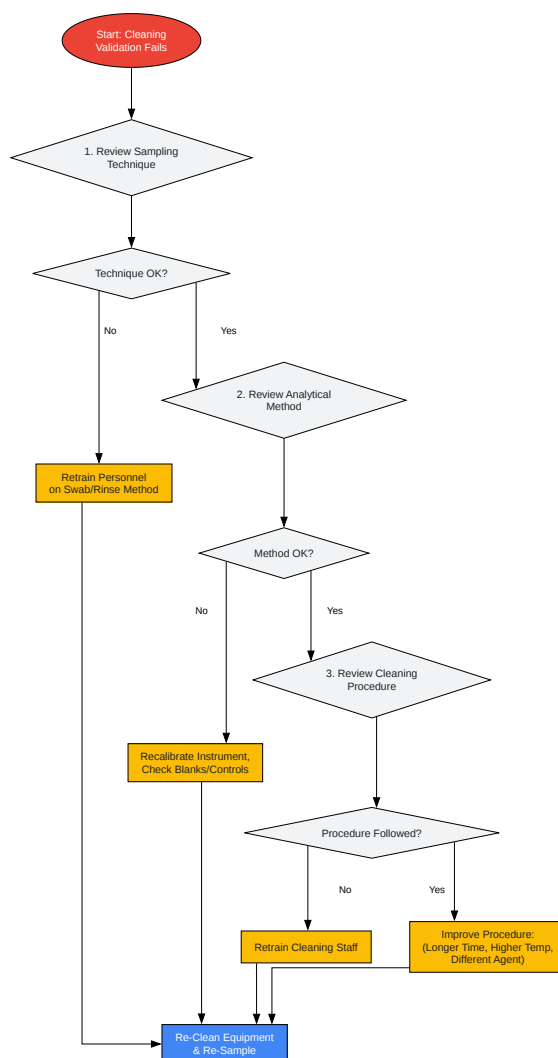 Start: Cleaning
Validation Fails
1. Review Sampling
Technique
Technique OK?
No
Yes
2. Review Analytical
Method
Retrain Personnel
on Swab/Rinse Method
Method OK?
No
Yes
3. Review Cleaning
Procedure
Recalibrate Instrument,
Check Blanks/Controls
Procedure Followed?
No
Yes
Retrain Cleaning Staff
Improve Procedure:
(Longer Time, Higher Temp,
Different Agent)
Re-Clean Equipment
& Re-Sample